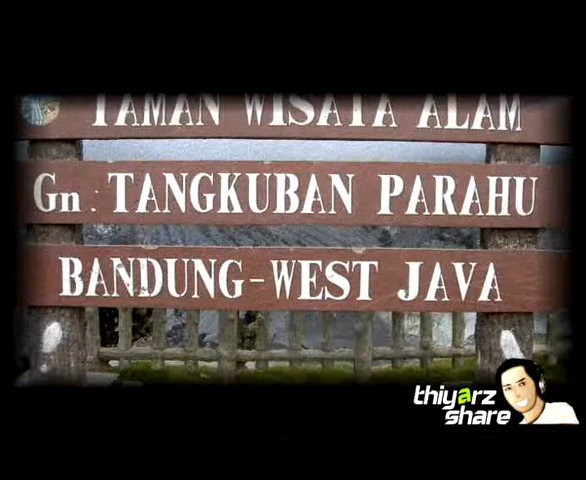 TAMAN WISATA ALAM
Gn. TANGKUBAN PARAHU
BANDUNG-WEST JAVA
thiyarz
share